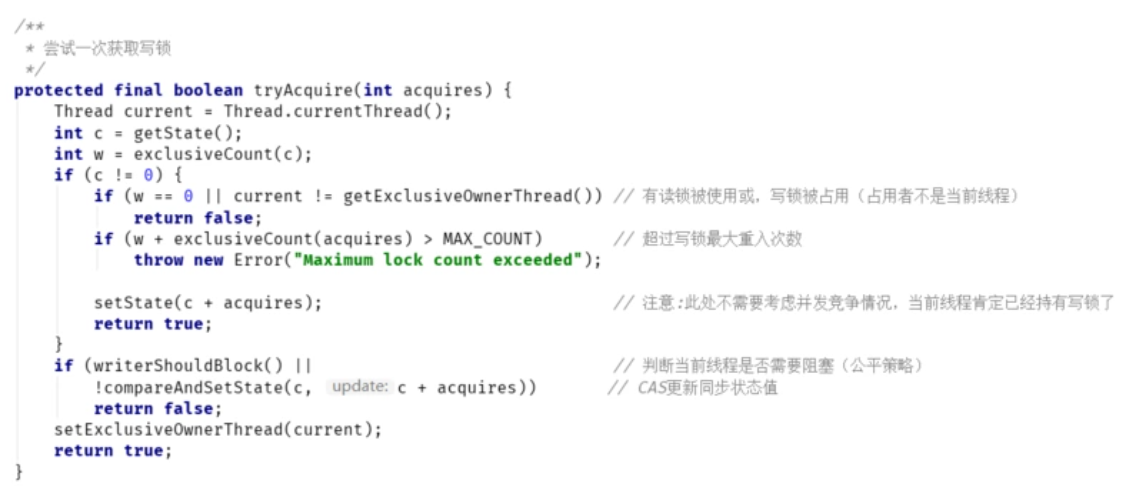 /**
 * 尝试一次获取写锁
 */
protected final boolean tryAcquire(int acquires) {
    Thread current = Thread.currentThread();
    int c = getState();
    int w = exclusiveCount(c);
    if (c != 0) {
        if (w == 0 || current != getExclusiveOwnerThread()) // 有读锁被使用或，写锁被占用（占用者不是当前线程）
            return false;
        if (w + exclusiveCount(acquires) > MAX_COUNT)       // 超过写锁最大重入次数
            throw new Error("Maximum lock count exceeded");

        setState(c + acquires);                             // 注意:此处不需要考虑并发竞争情况，当前线程肯定已经持有写锁了
        return true;
    }
    if (writerShouldBlock() ||                              // 判断当前线程是否需要阻塞（公平策略）
        !compareAndSetState(c, update: c + acquires))       // CAS更新同步状态值
        return false;
    setExclusiveOwnerThread(current);
    return true;
}